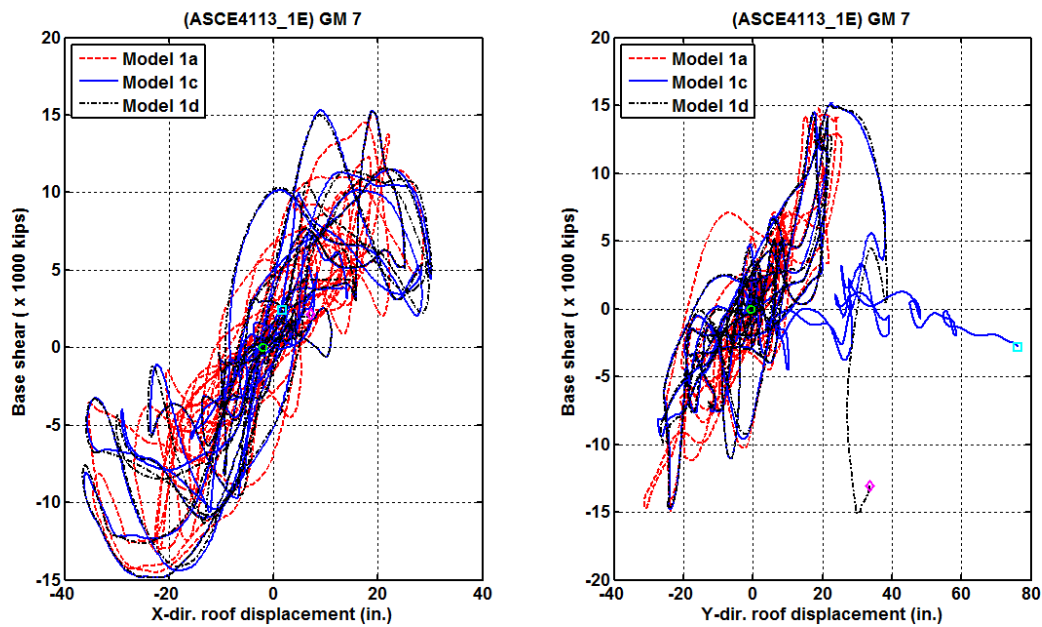 (ASCE4113_1E) GM 7
20
15
10
5
0
-5
-10
-15
-40
-20
0
20
40
Base shear ( x 1000 kips)
X-dir. roof displacement (in.)
Model 1a
Model 1c
Model 1d
(ASCE4113_1E) GM 7
20
15
10
5
0
-5
-10
-15
-20
-40
-20
0
20
40
60
80
Base shear ( x 1000 kips)
Y-dir. roof displacement (in.)
Model 1a
Model 1c
Model 1d